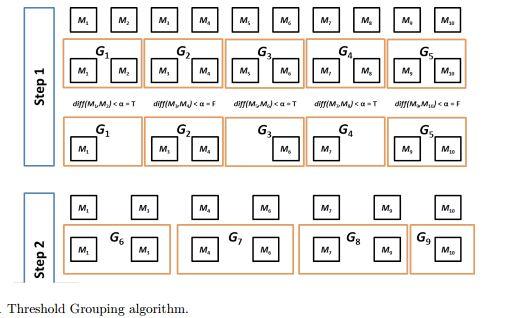 Step 1
M₁ M₂ M₃ M₄ M₅ M₆ M₇ M₈ M₉ M₁₀
G₁ G₂ G₃ G₄ G₅
M₁ M₂ M₃ M₄ M₅ M₆ M₇ M₈ M₉ M₁₀
diff(M₁,M₂) < α = T diff(M₃,M₄) < α = F diff(M₅,M₆) < α = T diff(M₇,M₈) < α = T diff(M₉,M₁₀) < α = F
G₁ G₂ G₃ G₄ G₅
M₁ M₃ M₄ M₆ M₇ M₉ M₁₀
Step 2
M₁ M₃ M₄ M₆ M₇ M₉ M₁₀
G₆ G₇ G₈ G₉
M₁ M₃ M₄ M₆ M₇ M₉ M₁₀
Threshold Grouping algorithm.